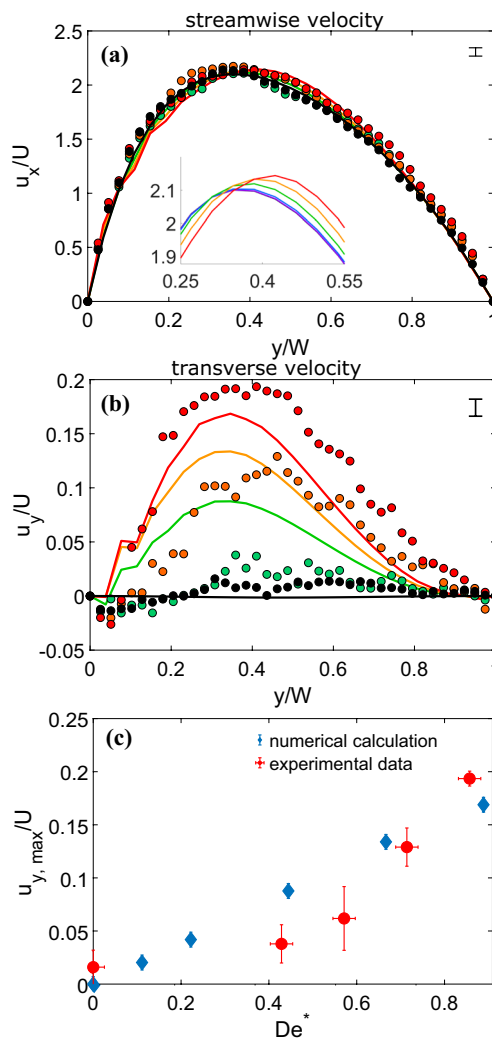 streamwise velocity
(a)
2.5
2
1.5
1
0.5
0
u_x/U
2.1
2
1.9
0.25 0.4 0.55
0 0.2 0.4 0.6 0.8 1
y/W
transverse velocity
(b)
0.2
0.15
0.1
0.05
0
-0.05
u_y/U
0 0.2 0.4 0.6 0.8 1
y/W
(c)
0.25
0.2
0.15
0.1
0.05
0
u_y, max/U
numerical calculation
experimental data
0 0.2 0.4 0.6 0.8
De*